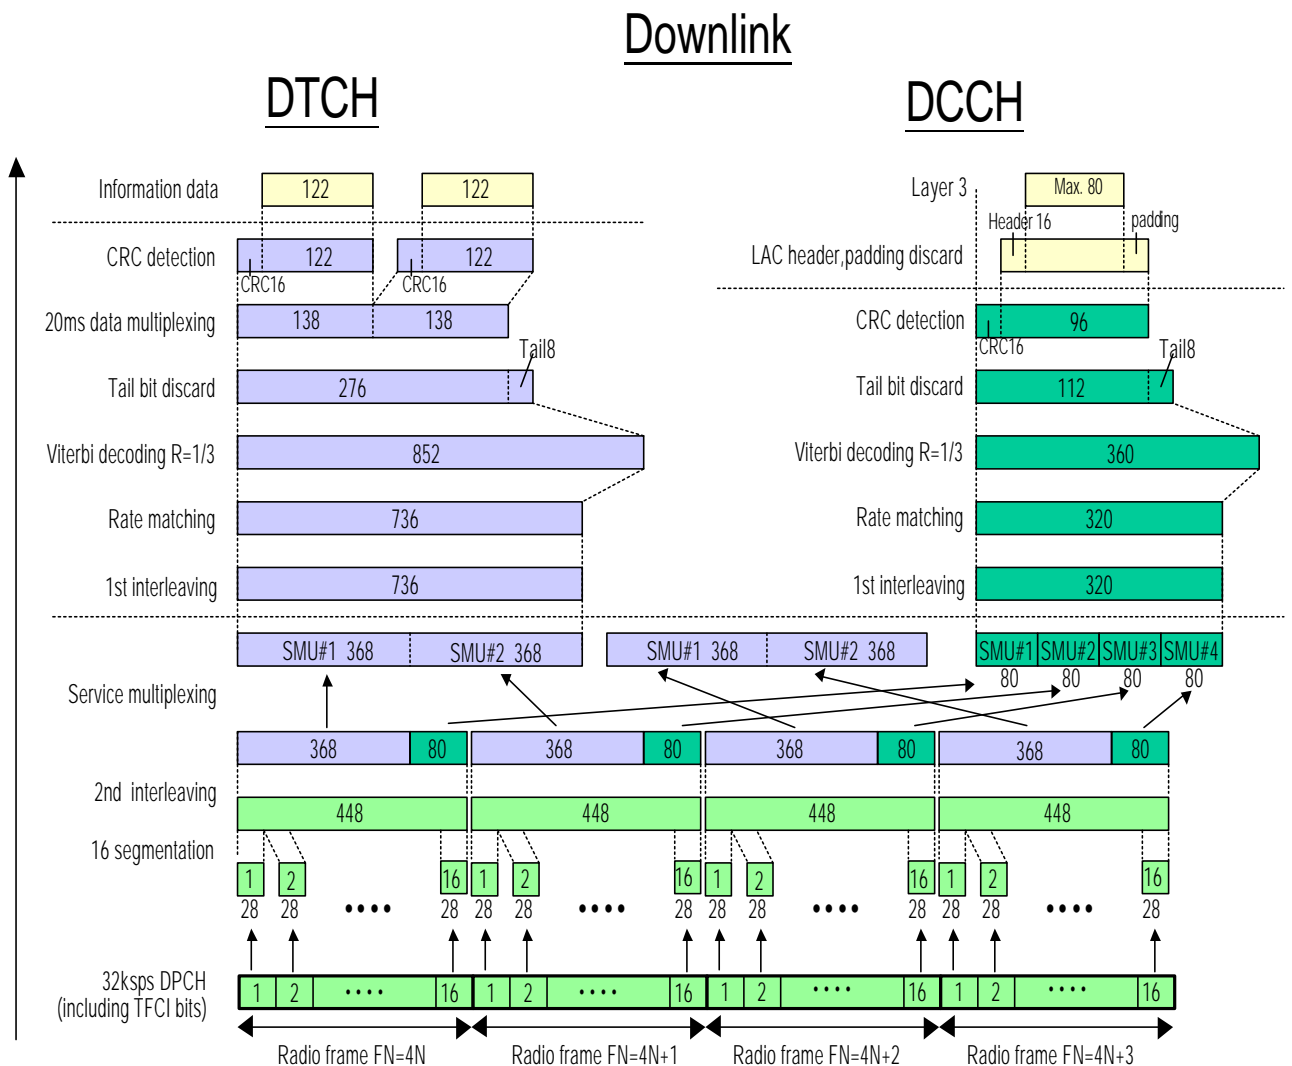 Downlink
DTCH
DCCH
Information data
122
122
Layer 3
Max. 80
Header 16
padding
CRC detection
122
122
CRC16
CRC16
LAC header,padding discard
20ms data multiplexing
138
138
CRC detection
96
CRC16
Tail8
Tail8
Tail bit discard
276
Tail bit discard
112
Viterbi decoding R=1/3
852
Viterbi decoding R=1/3
360
Rate matching
736
Rate matching
320
1st interleaving
736
1st interleaving
320
SMU#1 368
SMU#2 368
SMU#1 368
SMU#2 368
SMU#1
SMU#2
SMU#3
SMU#4
80
80
80
80
Service multiplexing
368
80
368
80
368
80
368
80
2nd interleaving
448
448
448
448
16 segmentation
1
2
16
1
2
16
1
2
16
1
2
16
28
28
••••
28
28
28
••••
28
28
28
••••
28
28
28
••••
28
32ksps DPCH
(including TFCI bits)
1
2
••••
16
1
2
••••
16
1
2
••••
16
1
2
••••
16
Radio frame FN=4N
Radio frame FN=4N+1
Radio frame FN=4N+2
Radio frame FN=4N+3